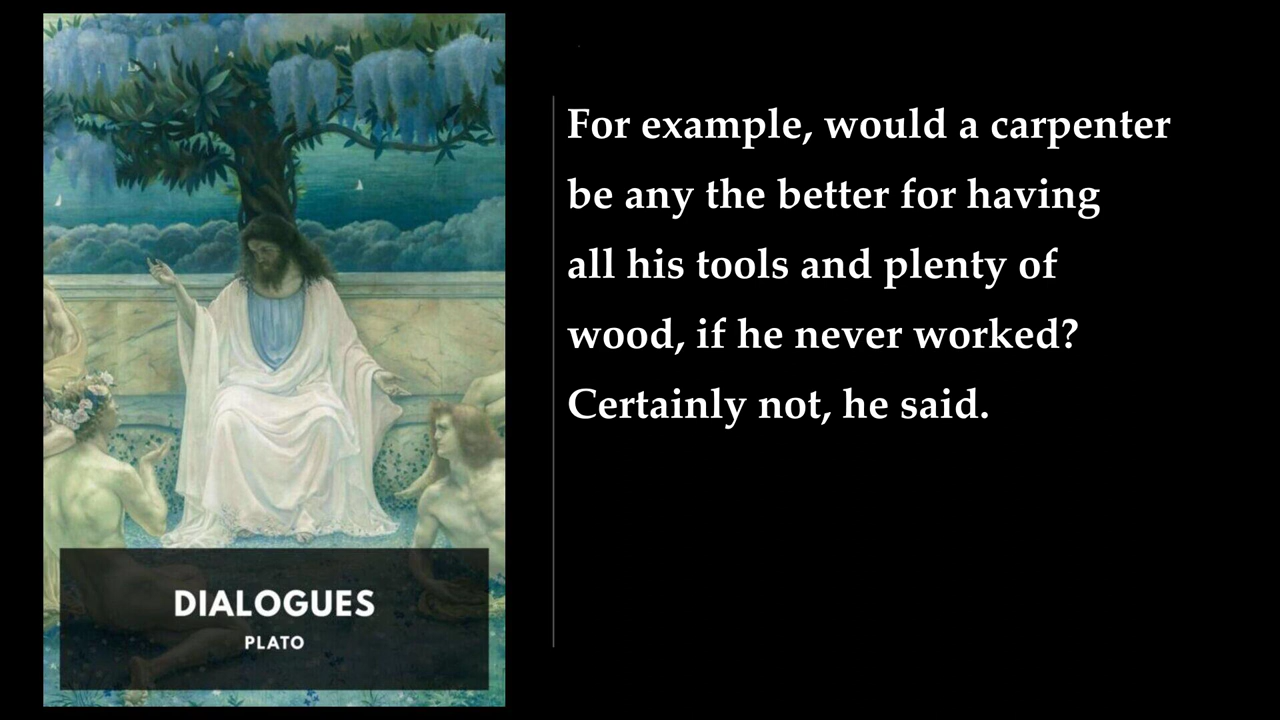 DIALOGUES
PLATO
For example, would a carpenter
be any the better for having
all his tools and plenty of
wood, if he never worked?
Certainly not, he said.